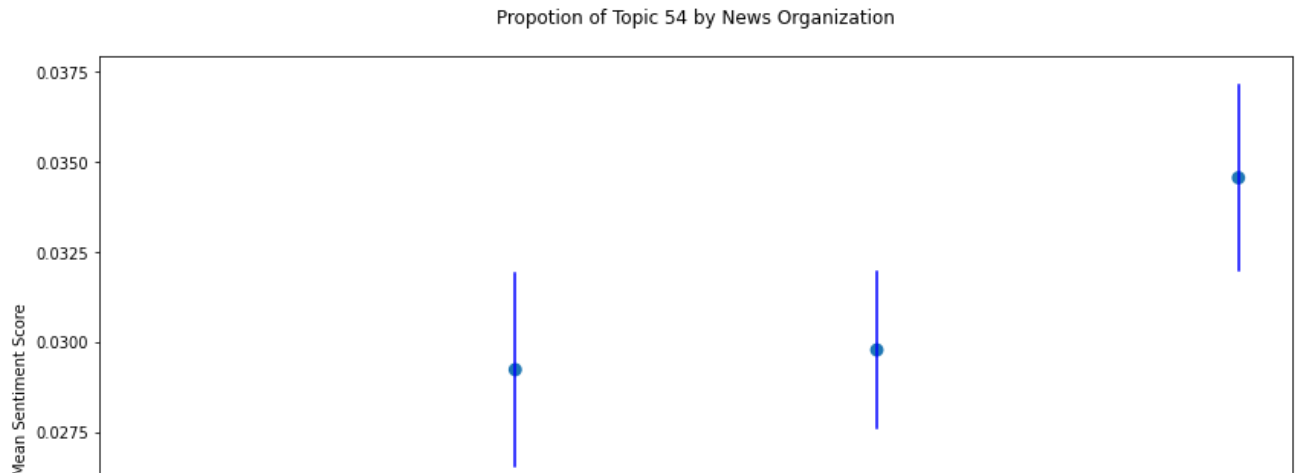 Propotion of Topic 54 by News Organization
0.0375
0.0350
0.0325
0.0300
0.0275
Mean Sentiment Score